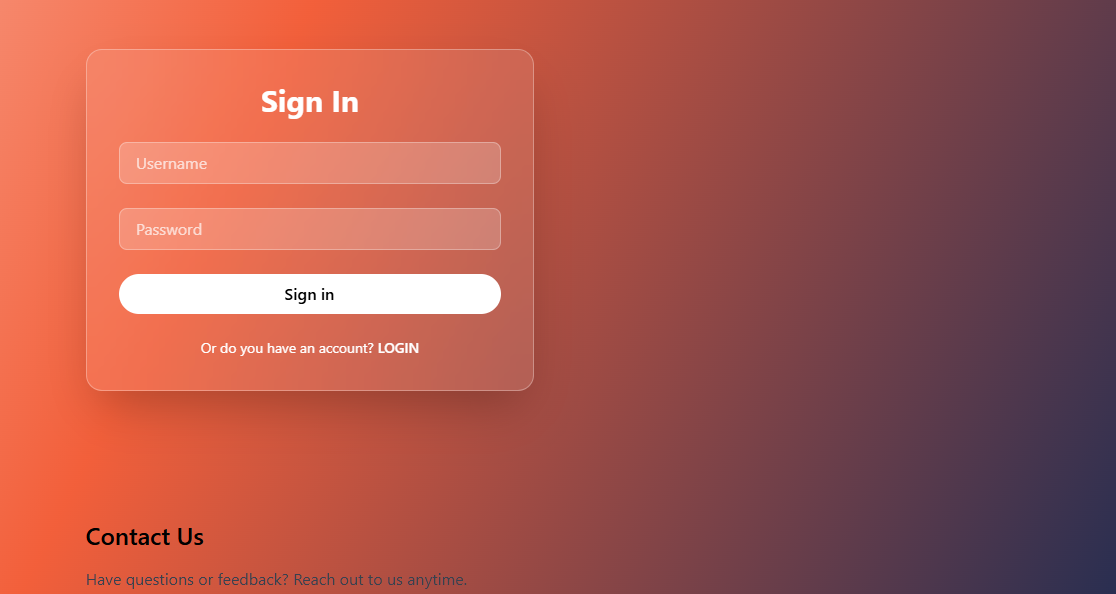 Sign In
Username
Password
Sign in
Or do you have an account? LOGIN
Contact Us
Have questions or feedback? Reach out to us anytime.